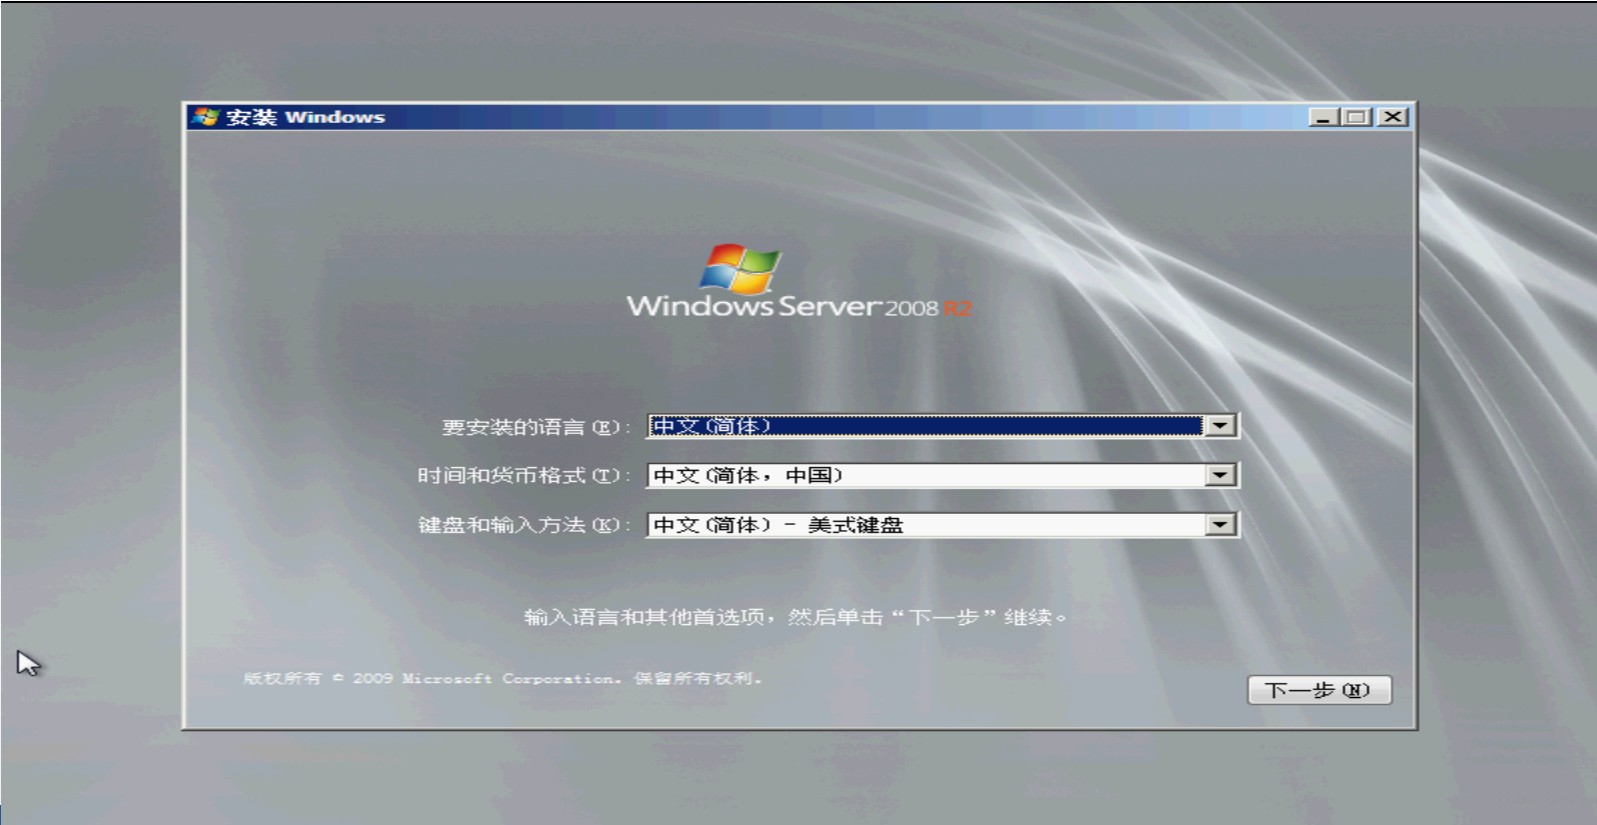 安装 Windows
Windows Server 2008 R2
要安装的语言(E): 中文(简体)
时间和货币格式(T): 中文(简体，中国)
键盘和输入方法(K): 中文(简体) - 美式键盘
输入语言和其他首选项，然后单击“下一步”继续。
版权所有 © 2009 Microsoft Corporation. 保留所有权利.
下一步(N)